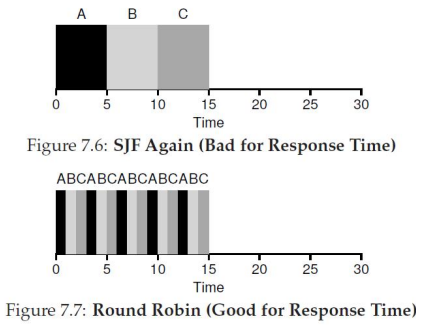 A B C
0 5 10 15 20 25 30
Time
Figure 7.6: SJF Again (Bad for Response Time)
ABCABCABCABCABC
0 5 10 15 20 25 30
Time
Figure 7.7: Round Robin (Good for Response Time)